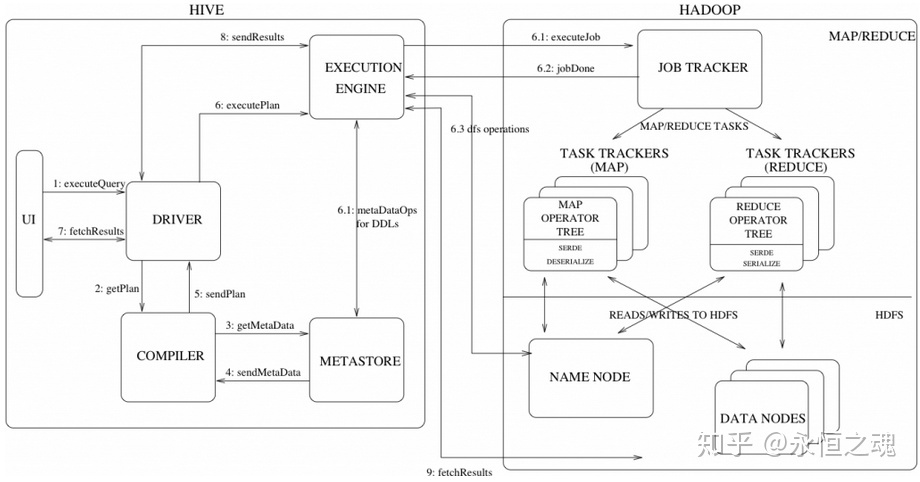 HIVE
HADOOP
MAP/REDUCE
8: sendResults
6.1: executeJob
EXECUTION
ENGINE
6.2: jobDone
JOB TRACKER
6: executePlan
6.3 dfs operations
MAP/REDUCE TASKS
TASK TRACKERS
(MAP)
TASK TRACKERS
(REDUCE)
UI
1: executeQuery
DRIVER
7: fetchResults
6.1: metaDataOps
for DDLs
MAP
OPERATOR
TREE
SERDE
DESERIALIZE
REDUCE
OPERATOR
TREE
SERDE
SERIALIZE
2: getPlan
5: sendPlan
READS/WRITES TO HDFS
HDFS
3: getMetaData
COMPILER
METASTORE
4: sendMetaData
NAME NODE
DATA NODES
9: fetchResults
知乎 @永恒之魂